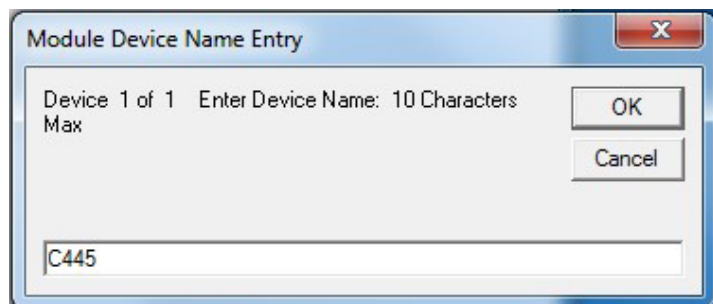 Module Device Name Entry
Device 1 of 1 Enter Device Name: 10 Characters
Max
OK
Cancel
C445